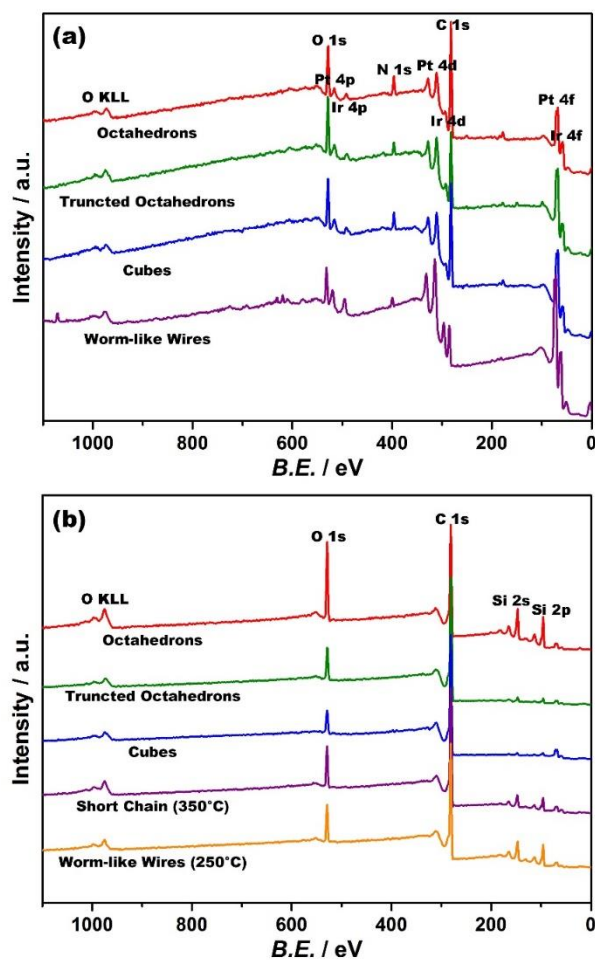 (a)
C 1s
O 1s
Pt 4p
N 1s
Pt 4d
O KLL
Ir 4p
Pt 4f
Octahedrons
Ir 4d
Ir 4f
Truncted Octahedrons
Cubes
Worm-like Wires
Intensity / a.u.
1000 800 600 400 200 0
B.E. / eV
(b)
C 1s
O 1s
O KLL
Si 2s
Si 2p
Octahedrons
Truncted Octahedrons
Cubes
Short Chain (350°C)
Worm-like Wires (250°C)
Intensity / a.u.
1000 800 600 400 200 0
B.E. / eV